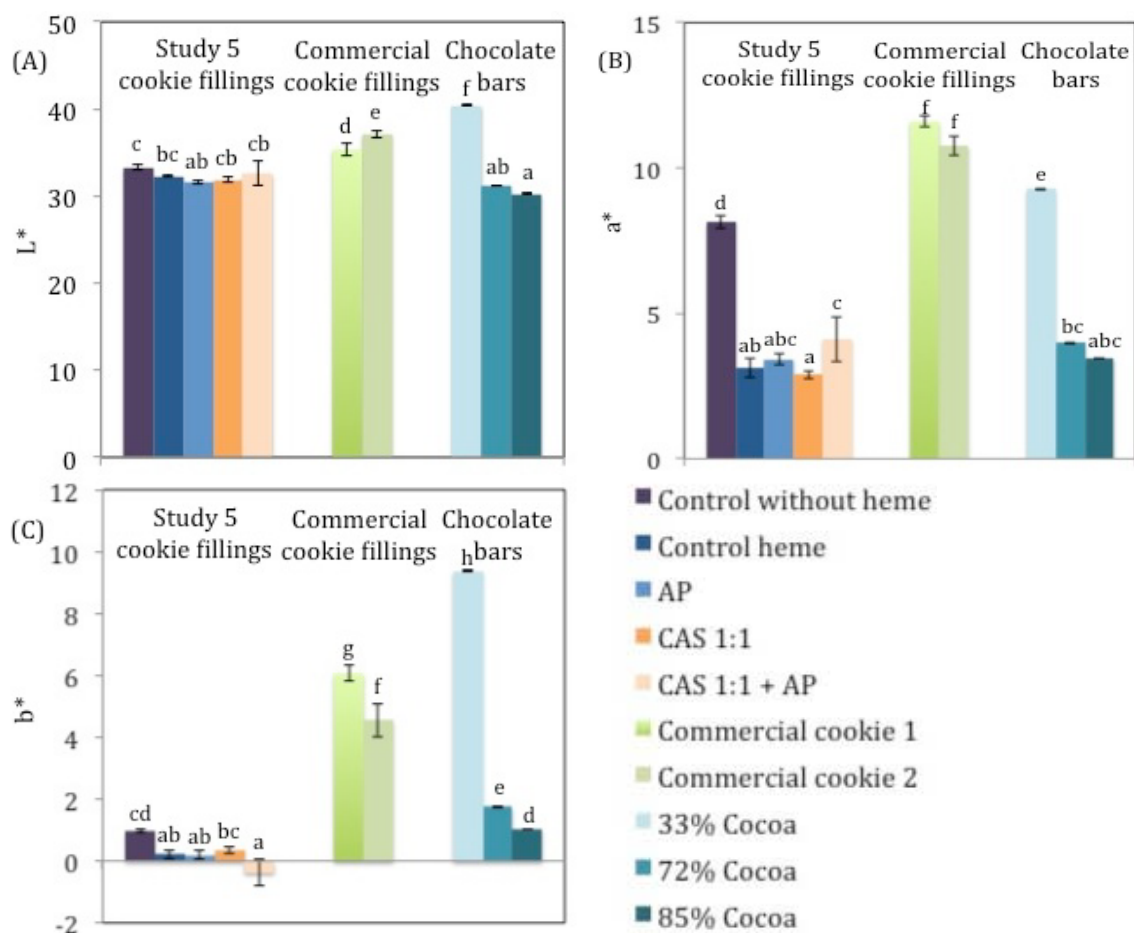 (A)
50
40
30
20
10
0
L*
Study 5
cookie fillings
Commercial
cookie fillings
Chocolate
bars
c
bc
ab
cb
cb
d
e
f
ab
a
(B)
15
10
5
0
a*
Study 5
cookie fillings
Commercial
cookie fillings
Chocolate
bars
d
ab
abc
a
c
f
f
e
bc
abc
(C)
12
10
8
6
4
2
0
-2
b*
Study 5
cookie fillings
Commercial
cookie fillings
Chocolate
bars
cd
ab
ab
bc
a
g
f
h
e
d
Control without heme
Control heme
AP
CAS 1:1
CAS 1:1 + AP
Commercial cookie 1
Commercial cookie 2
33% Cocoa
72% Cocoa
85% Cocoa